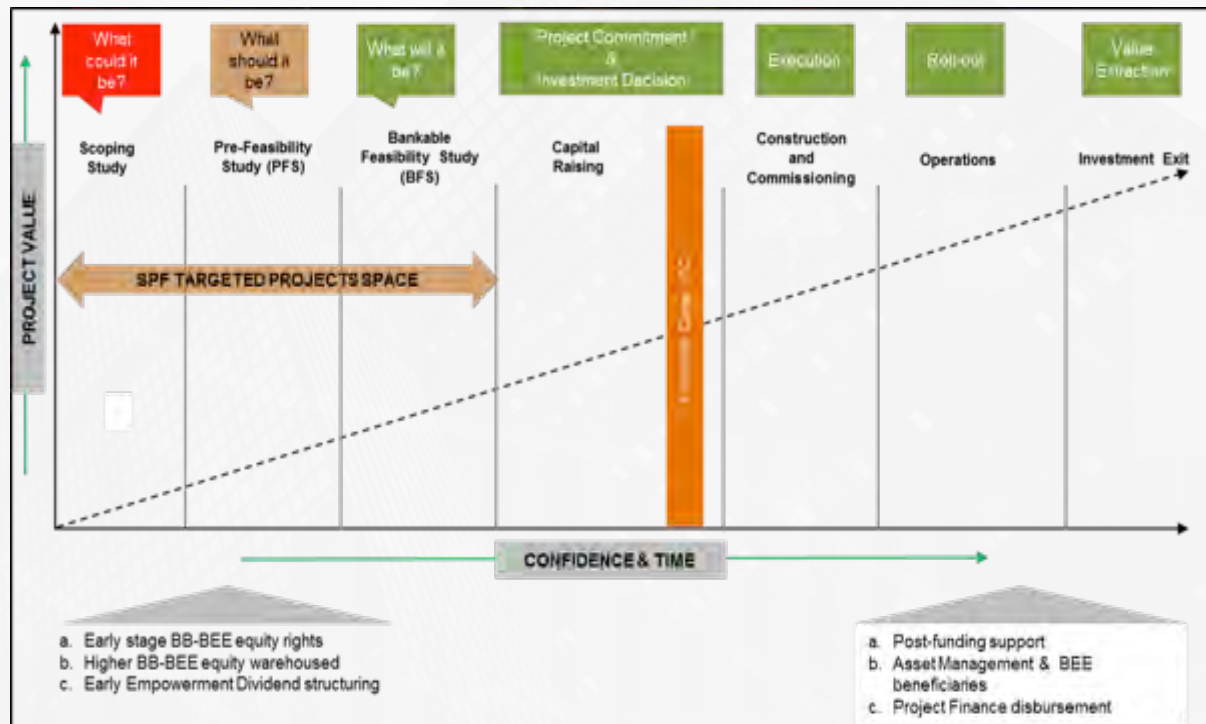 What
could it
be?
What
should it
be?
What will it
be?
Project Commitment
&
Investment Decision
Execution
Roll-out
Value
Extraction
Scoping
Study
Pre-Feasibility
Study (PFS)
Bankable
Feasibility Study
(BFS)
Capital
Raising
Construction
and
Commissioning
Operations
Investment Exit
PROJECT VALUE
SPF TARGETED PROJECTS SPACE
CONFIDENCE & TIME
a. Early stage BB-BEE equity rights
b. Higher BB-BEE equity warehoused
c. Early Empowerment Dividend structuring
a. Post-funding support
b. Asset Management & BEE
beneficiaries
c. Project Finance disbursement